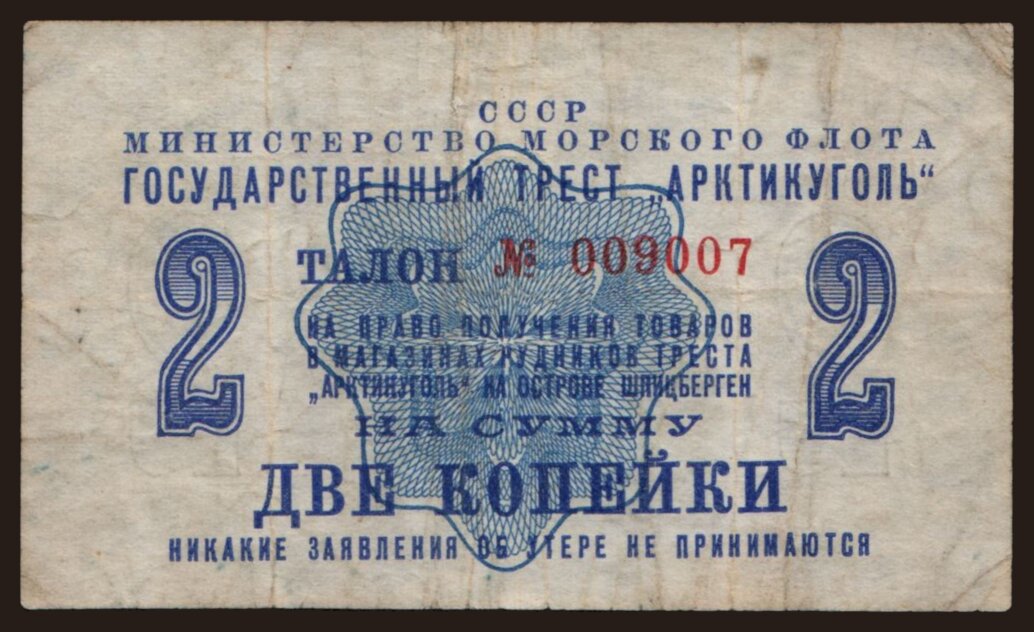 СССР
МИНИСТЕРСТВО МОРСКОГО ФЛОТА
ГОСУДАРСТВЕННЫЙ ТРЕСТ „АРКТИКУГОЛЬ“
2 ТАЛОН № 009007 2
НА ПРАВО ПОЛУЧЕНИЯ ТОВАРОВ
В МАГАЗИНАХ РУДНИКОВ ТРЕСТА
„АРКТИКУГОЛЬ“ НА ОСТРОВЕ ШПИЦБЕРГЕН
НА СУММУ
ДВЕ КОПЕЙКИ
НИКАКИЕ ЗАЯВЛЕНИЯ ОБ УТЕРЕ НЕ ПРИНИМАЮТСЯ